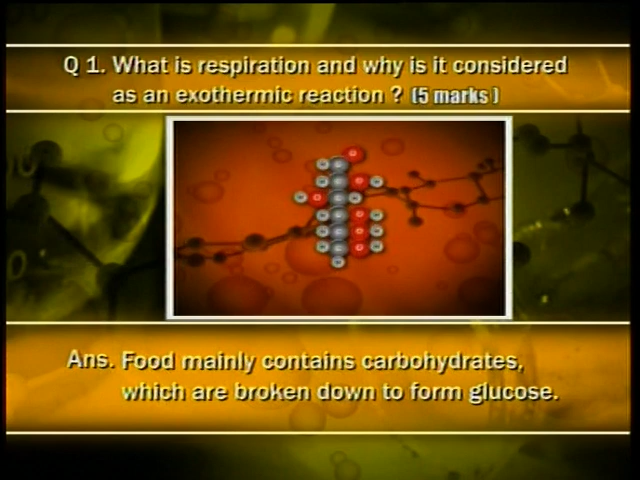 Q 1. What is respiration and why is it considered
as an exothermic reaction ? (5 marks )
Ans. Food mainly contains carbohydrates,
which are broken down to form glucose.